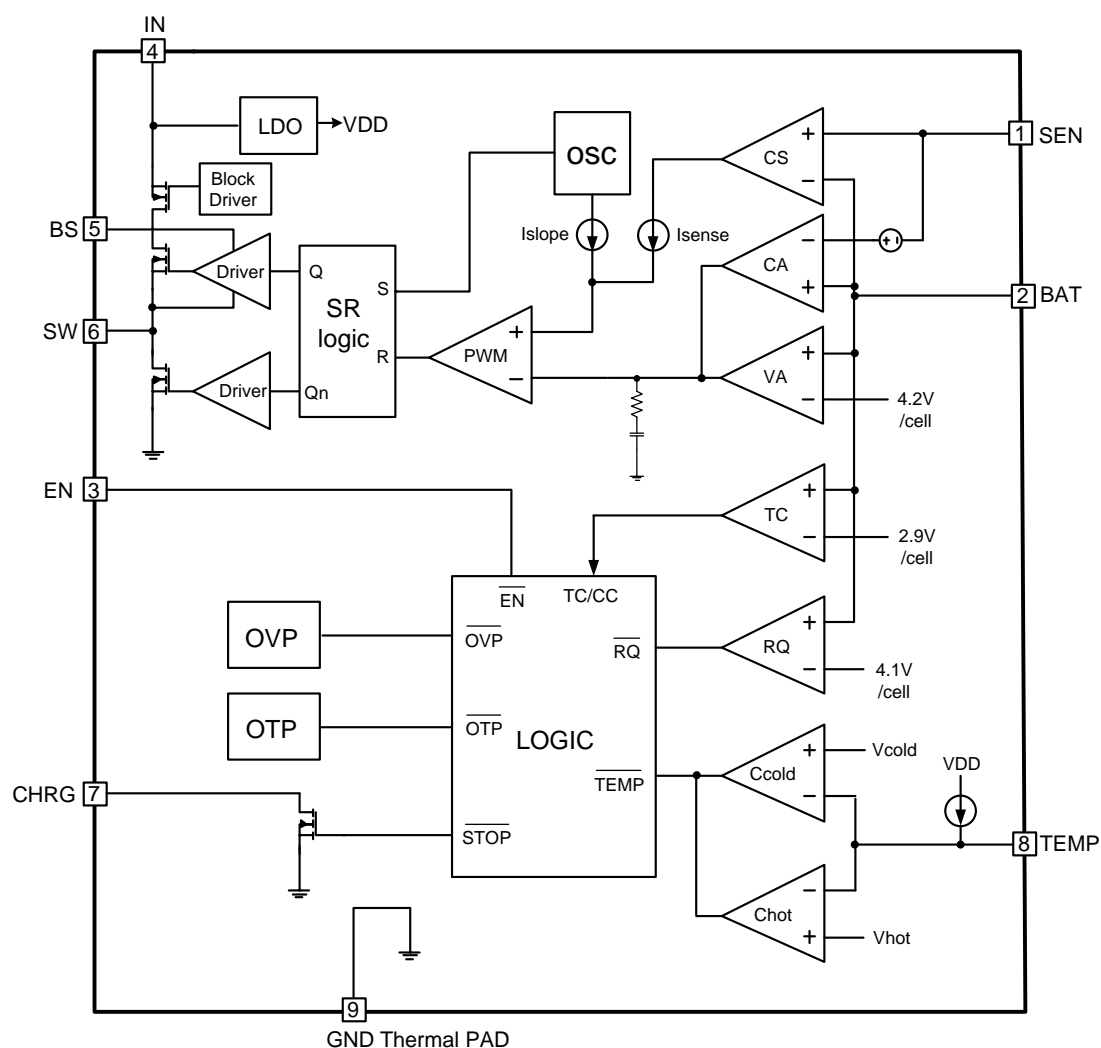 IN
4
LDO
VDD
Block
Driver
BS 5
Driver
SW 6
Driver
Q
Qn
SR
logic
S
R
OSC
Islope
Isense
PWM
+
−
CS
+
−
1 SEN
CA
−
+
+ -
2 BAT
VA
+
−
4.2V
/cell
EN 3
TC
+
−
2.9V
/cell
EN
TC/CC
OVP
OVP
RQ
RQ
+
−
4.1V
/cell
OTP
OTP
LOGIC
TEMP
Ccold
+
−
Vcold
VDD
CHRG 7
STOP
8 TEMP
Chot
−
+
Vhot
9
GND Thermal PAD